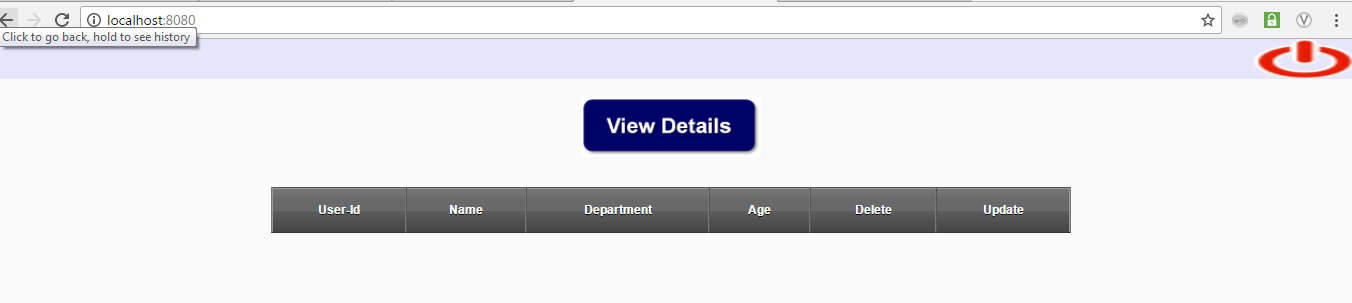 localhost:8080
Click to go back, hold to see history
View Details
User-Id Name Department Age Delete Update